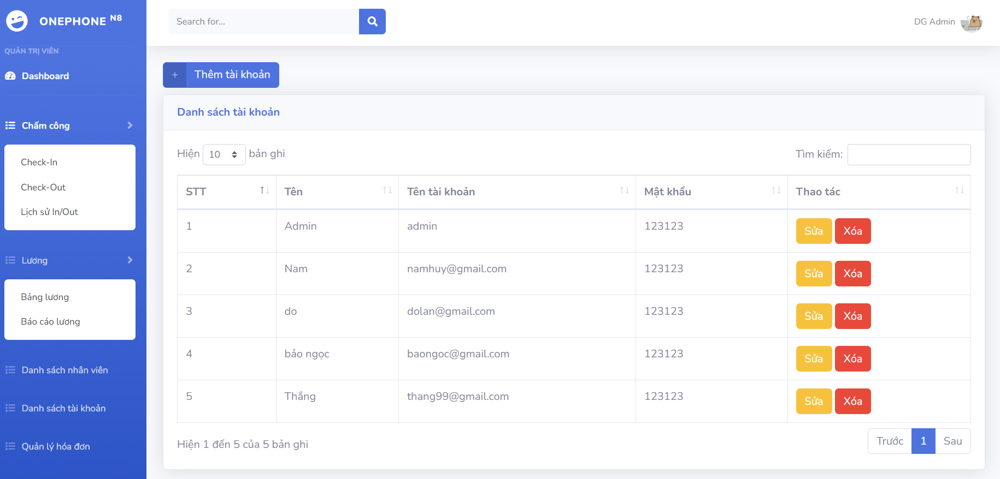 ONEPHONE N8
QUẢN TRỊ VIÊN
Dashboard
Chấm công
Check-In
Check-Out
Lịch sử In/Out
Lương
Bảng lương
Báo cáo lương
Danh sách nhân viên
Danh sách tài khoản
Quản lý hóa đơn
Search for...
DG Admin
+ Thêm tài khoản
Danh sách tài khoản
Hiện 10 bản ghi
Tìm kiếm:
STT Tên Tên tài khoản Mật khẩu Thao tác
1 Admin admin 123123 Sửa Xóa
2 Nam namhuy@gmail.com 123123 Sửa Xóa
3 do dolan@gmail.com 123123 Sửa Xóa
4 bảo ngọc baongoc@gmail.com 123123 Sửa Xóa
5 Thắng thang99@gmail.com 123123 Sửa Xóa
Hiện 1 đến 5 của 5 bản ghi
Trước 1 Sau